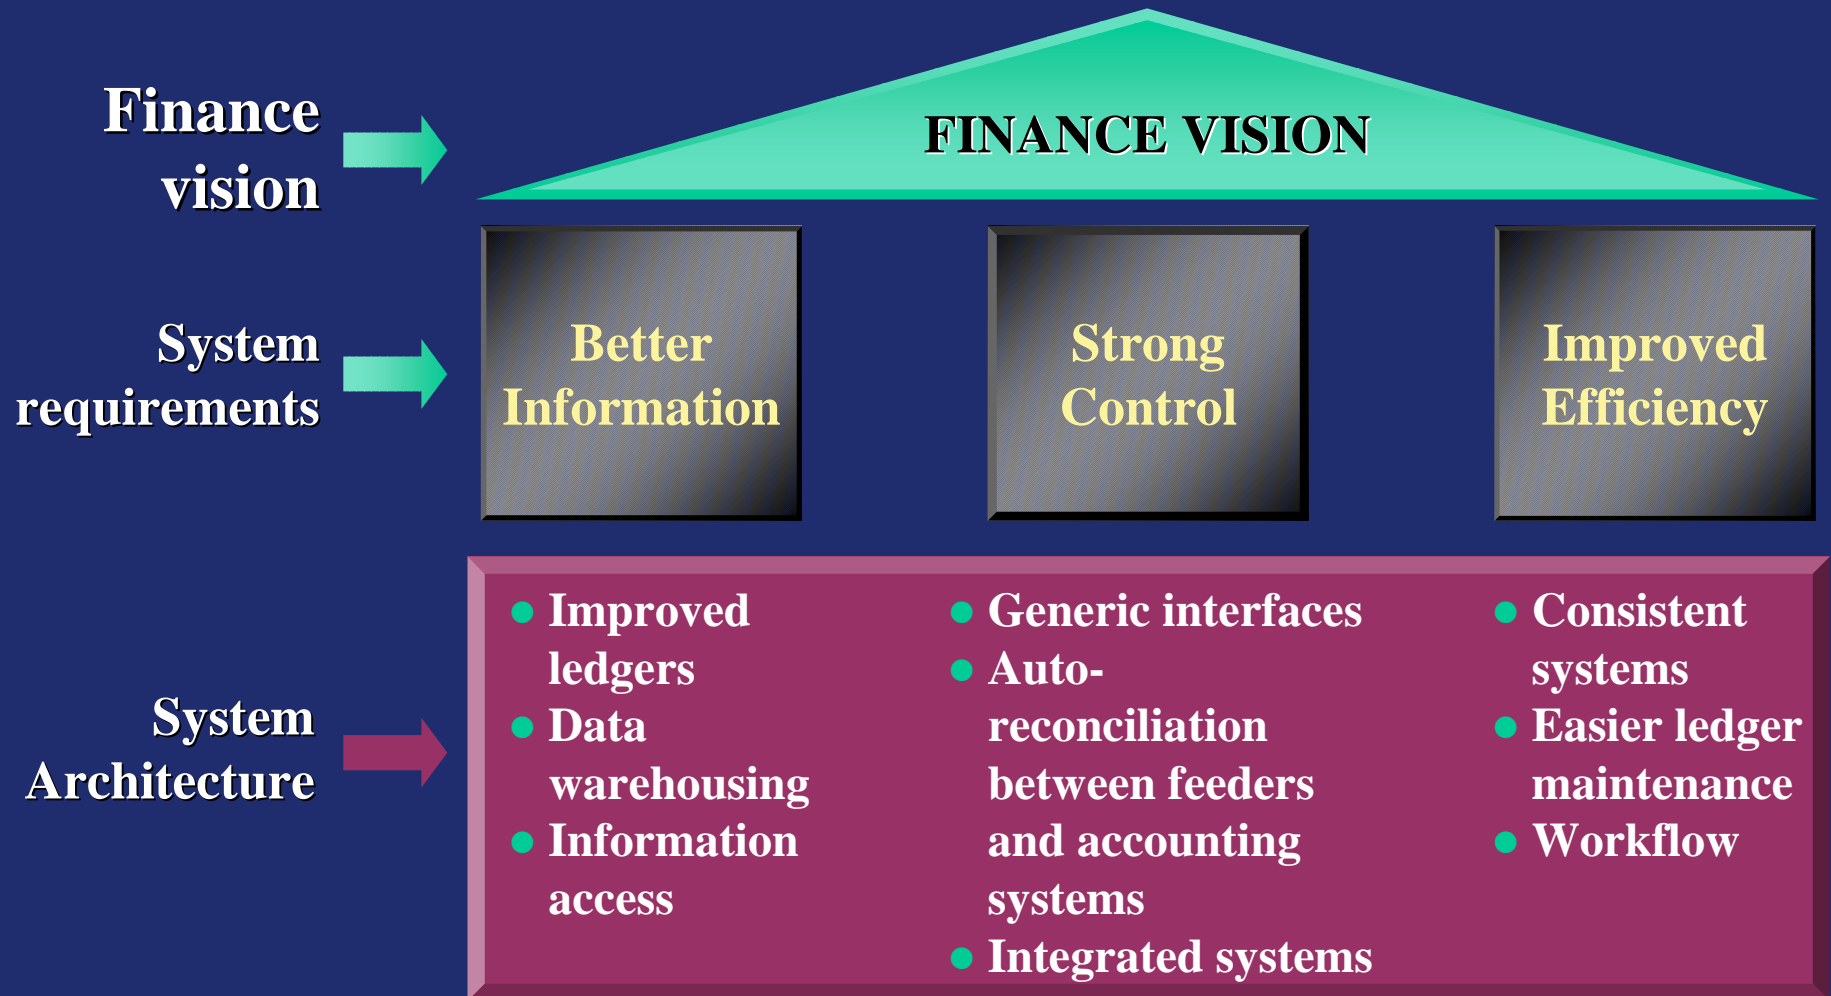 Finance
vision
FINANCE VISION
System
requirements
Better
Information
Strong
Control
Improved
Efficiency
System
Architecture
● Improved
ledgers
● Data
warehousing
● Information
access
● Generic interfaces
● Auto-
reconciliation
between feeders
and accounting
systems
● Integrated systems
● Consistent
systems
● Easier ledger
maintenance
● Workflow